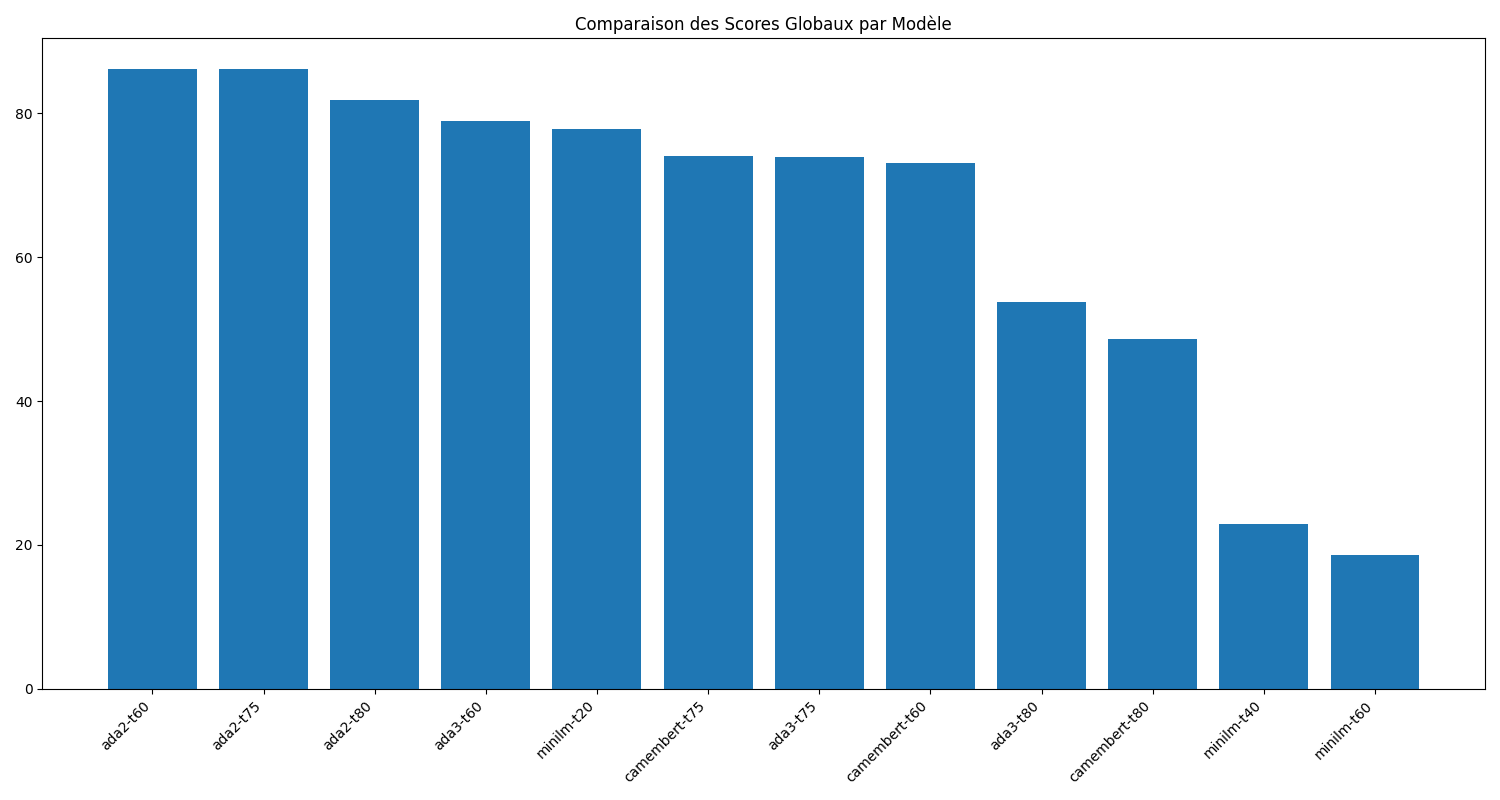 Comparaison des Scores Globaux par Modèle
80
60
40
20
0
ada2-t60
ada2-t75
ada2-t80
ada3-t60
minilm-t20
camembert-t75
ada3-t75
camembert-t60
ada3-t80
camembert-t80
minilm-t40
minilm-t60